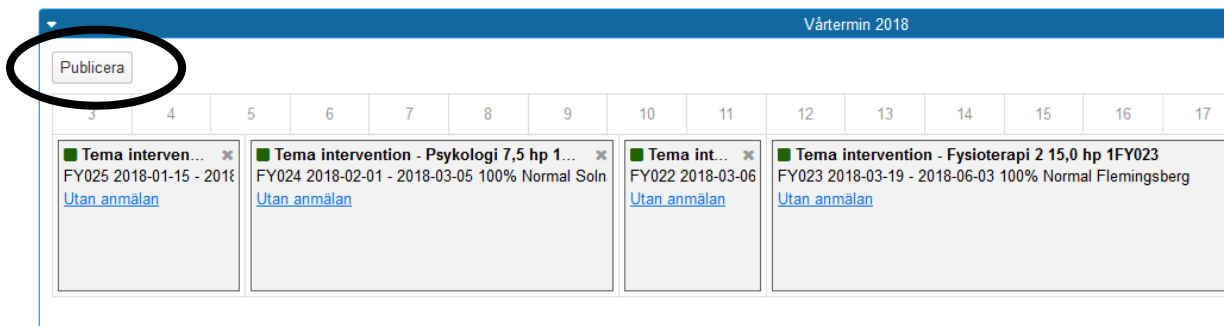 Vårtermin 2018
Publicera
3 4 5 6 7 8 9 10 11 12 13 14 15 16 17
Tema interven...
FY025 2018-01-15 - 2018
Utan anmälan
Tema intervention - Psykologi 7,5 hp 1...
FY024 2018-02-01 - 2018-03-05 100% Normal Soln
Utan anmälan
Tema int...
FY022 2018-03-06
Utan anmälan
Tema intervention - Fysioterapi 2 15,0 hp 1FY023
FY023 2018-03-19 - 2018-06-03 100% Normal Flemingsberg
Utan anmälan